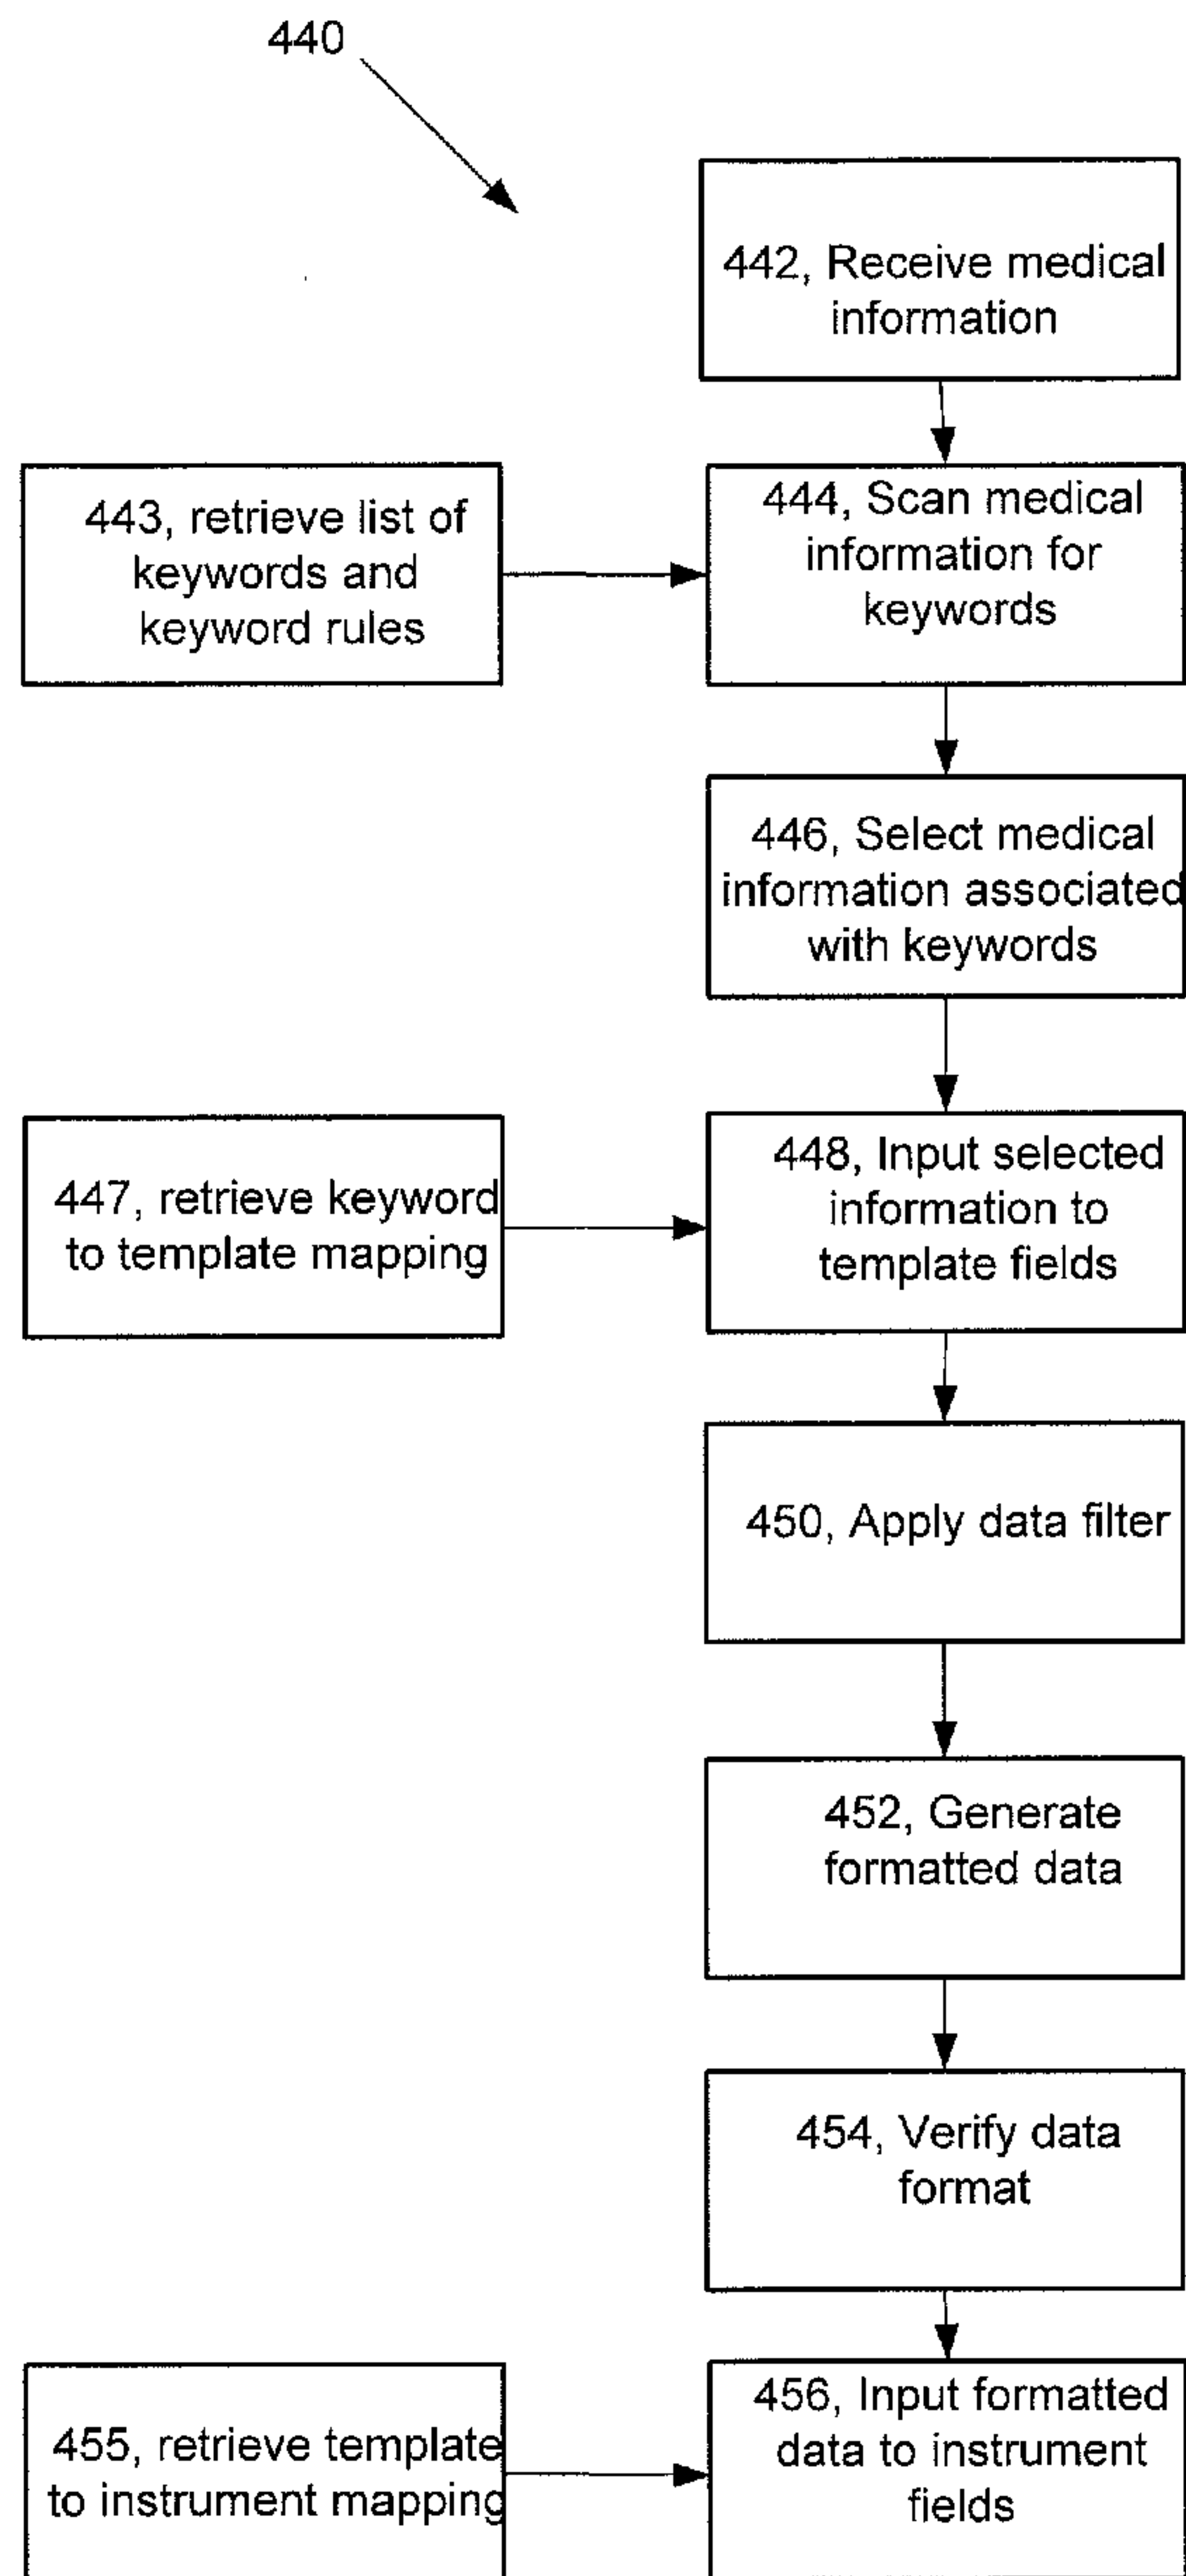 440
442, Receive medical
information
443, retrieve list of
keywords and
keyword rules
444, Scan medical
information for
keywords
446, Select medical
information associated
with keywords
447, retrieve keyword
to template mapping
448, Input selected
information to
template fields
450, Apply data filter
452, Generate
formatted data
454, Verify data
format
455, retrieve template
to instrument mapping
456, Input formatted
data to instrument
fields